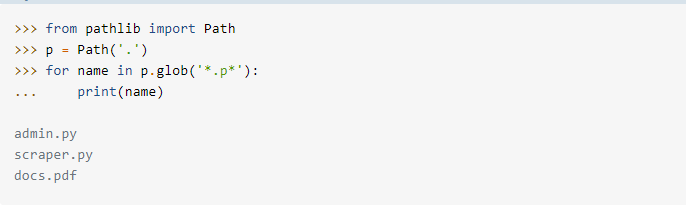 >>> from pathlib import Path
>>> p = Path('.')
>>> for name in p.glob('*.p*'):
...     print(name)
admin.py
scraper.py
docs.pdf